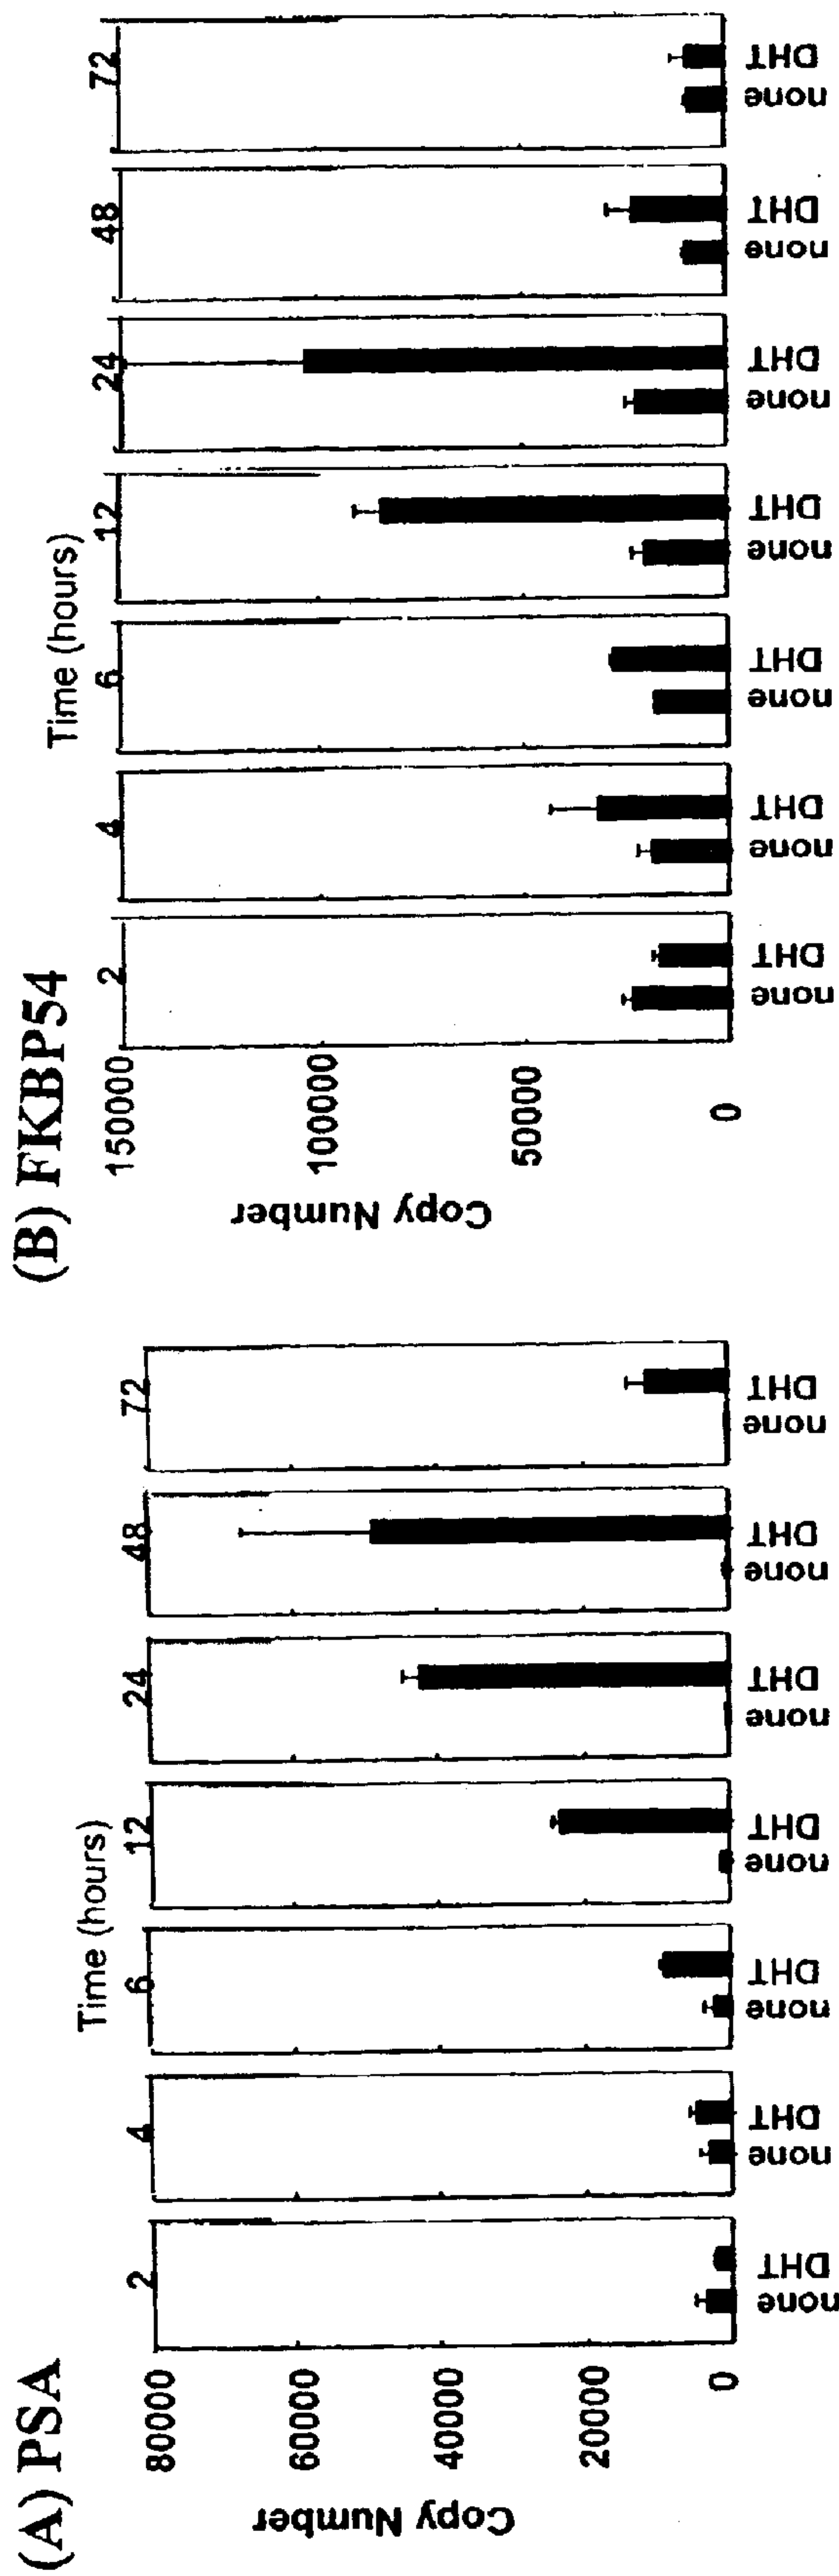 (A) PSA
Time (hours)
2 4 6 12 24 48 72
Copy Number
80000
60000
40000
20000
0
none DHT none DHT none DHT none DHT none DHT none DHT none DHT
(B) FKBP54
Time (hours)
2 4 6 12 24 48 72
Copy Number
150000
100000
50000
0
none DHT none DHT none DHT none DHT none DHT none DHT none DHT